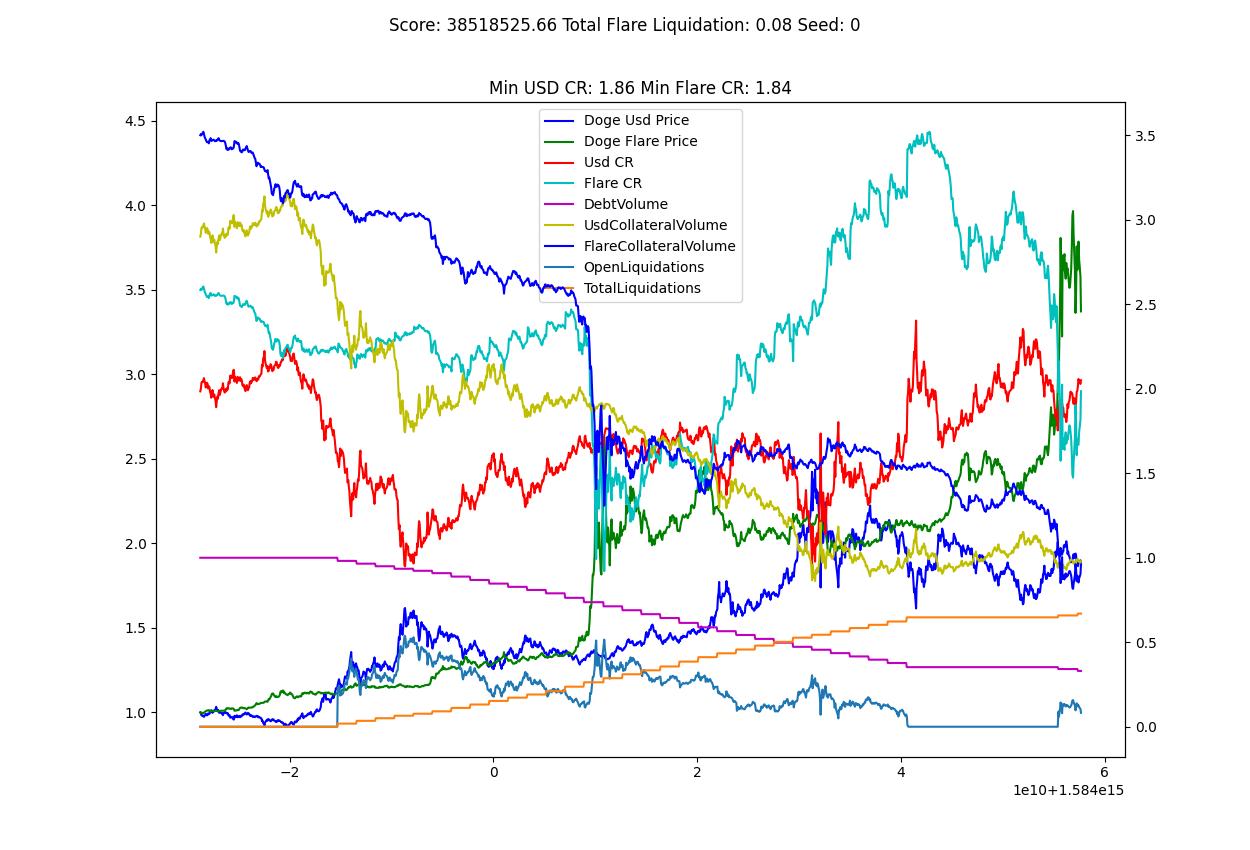 Score: 38518525.66 Total Flare Liquidation: 0.08 Seed: 0
Min USD CR: 1.86 Min Flare CR: 1.84
4.5
4.0
3.5
3.0
2.5
2.0
1.5
1.0
Doge Usd Price
Doge Flare Price
Usd CR
Flare CR
DebtVolume
UsdCollateralVolume
FlareCollateralVolume
OpenLiquidations
TotalLiquidations
3.5
3.0
2.5
2.0
1.5
1.0
0.5
0.0
−2 0 2 4 6
1e10+1.584e15